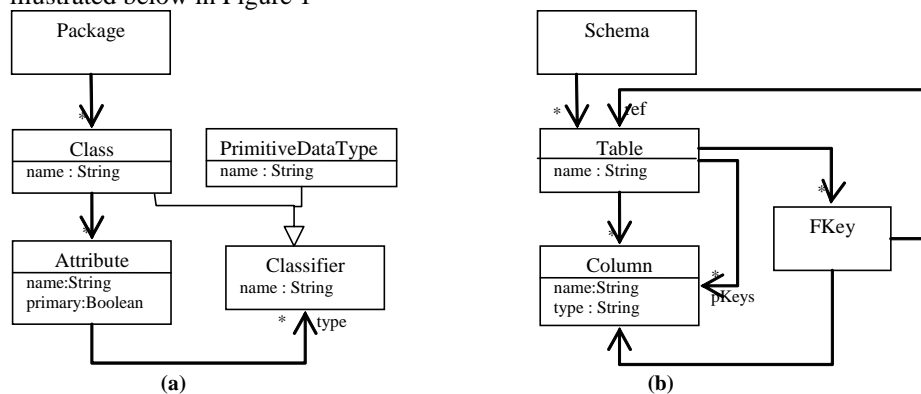 illustrated below in Figure 1
Package
*
Class
name : String
PrimitiveDataType
name : String
*
Attribute
name:String
primary:Boolean
Classifier
name : String
*
type
(a)
Schema
*
ref
Table
name : String
*
*
FKey
Column
name:String
type : String
*
pKeys
(b)